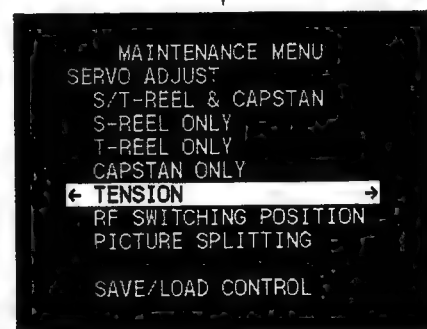 MAINTENANCE MENU
SERVO ADJUST
S/T-REEL & CAPSTAN
S-REEL ONLY
T-REEL ONLY
CAPSTAN ONLY
← TENSION →
RF SWITCHING POSITION
PICTURE SPLITTING
SAVE/LOAD CONTROL